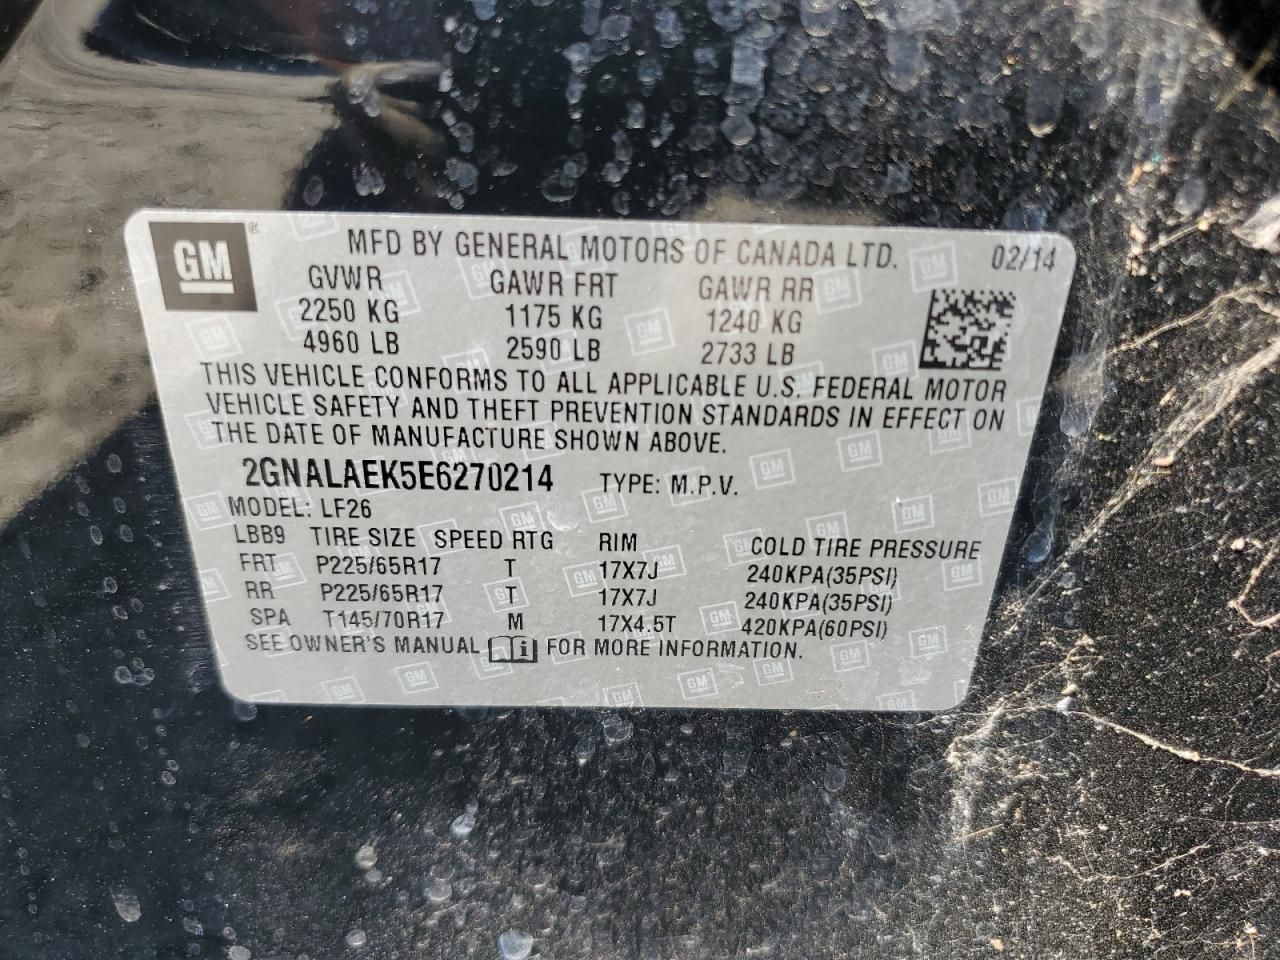 GM® MFD BY GENERAL MOTORS OF CANADA LTD. 02/14
GVWR GAWR FRT GAWR RR
2250 KG 1175 KG 1240 KG
4960 LB 2590 LB 2733 LB
THIS VEHICLE CONFORMS TO ALL APPLICABLE U.S. FEDERAL MOTOR
VEHICLE SAFETY AND THEFT PREVENTION STANDARDS IN EFFECT ON
THE DATE OF MANUFACTURE SHOWN ABOVE.
2GNALAEK5E6270214 TYPE: M.P.V.
MODEL: LF26
LBB9 TIRE SIZE SPEED RTG RIM COLD TIRE PRESSURE
FRT P225/65R17 T 17X7J 240KPA(35PSI)
RR P225/65R17 T 17X7J 240KPA(35PSI)
SPA T145/70R17 M 17X4.5T 420KPA(60PSI)
SEE OWNER'S MANUAL i FOR MORE INFORMATION.